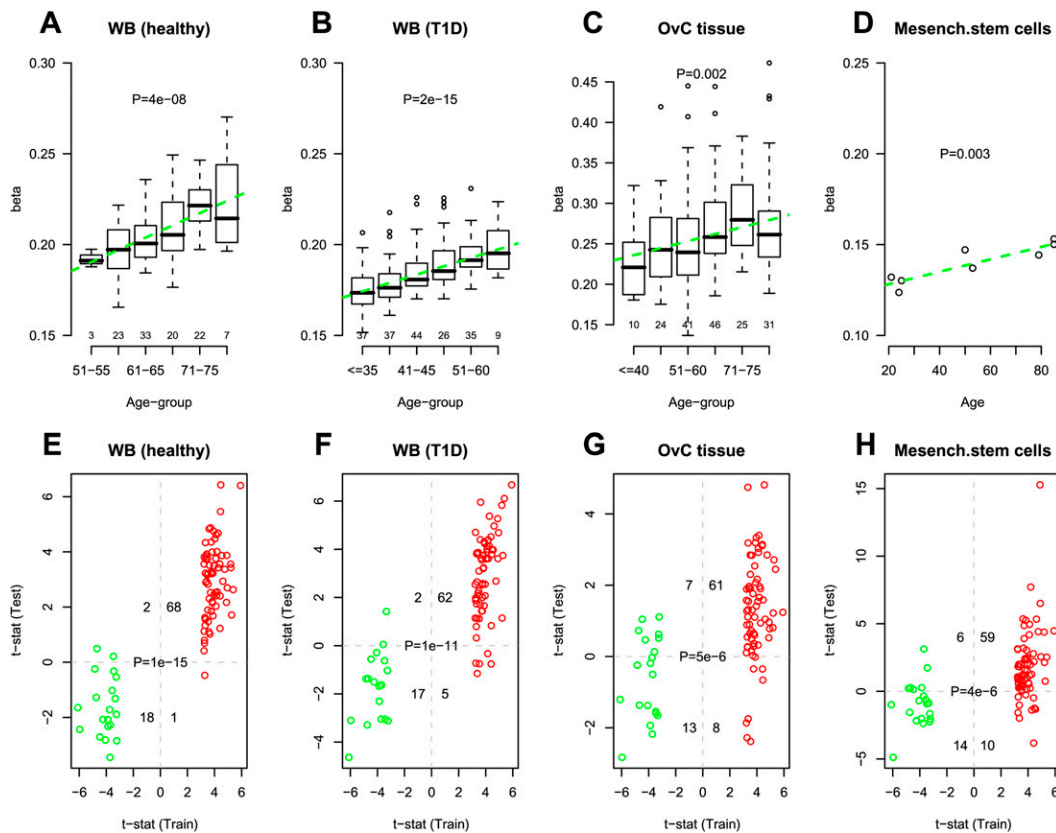 A
WB (healthy)
0.30
0.25
0.20
0.15
beta
P=4e−08
3 23 33 20 22 7
51−55 61−65 71−75
Age−group
B
WB (T1D)
0.30
0.25
0.20
0.15
beta
P=2e−15
37 37 44 26 35 9
<=35 41−45 51−60
Age−group
C
OvC tissue
0.45
0.40
0.35
0.30
0.25
0.20
0.15
beta
P=0.002
10 24 41 46 25 31
<=40 51−60 71−75
Age−group
D
Mesench.stem cells
0.25
0.20
0.15
0.10
beta
P=0.003
20 40 60 80
Age
E
WB (healthy)
6
4
2
0
−2
t−stat (Test)
2 68
P=1e−15
18 1
−6 −4 −2 0 2 4 6
t−stat (Train)
F
WB (T1D)
6
4
2
0
−2
−4
t−stat (Test)
2 62
P=1e−11
17 5
−6 −4 −2 0 2 4 6
t−stat (Train)
G
OvC tissue
4
2
0
−2
t−stat (Test)
7 61
P=5e−6
13 8
−6 −4 −2 0 2 4 6
t−stat (Train)
H
Mesench.stem cells
15
10
5
0
−5
t−stat (Test)
6 59
P=4e−6
14 10
−6 −4 −2 0 2 4 6
t−stat (Train)